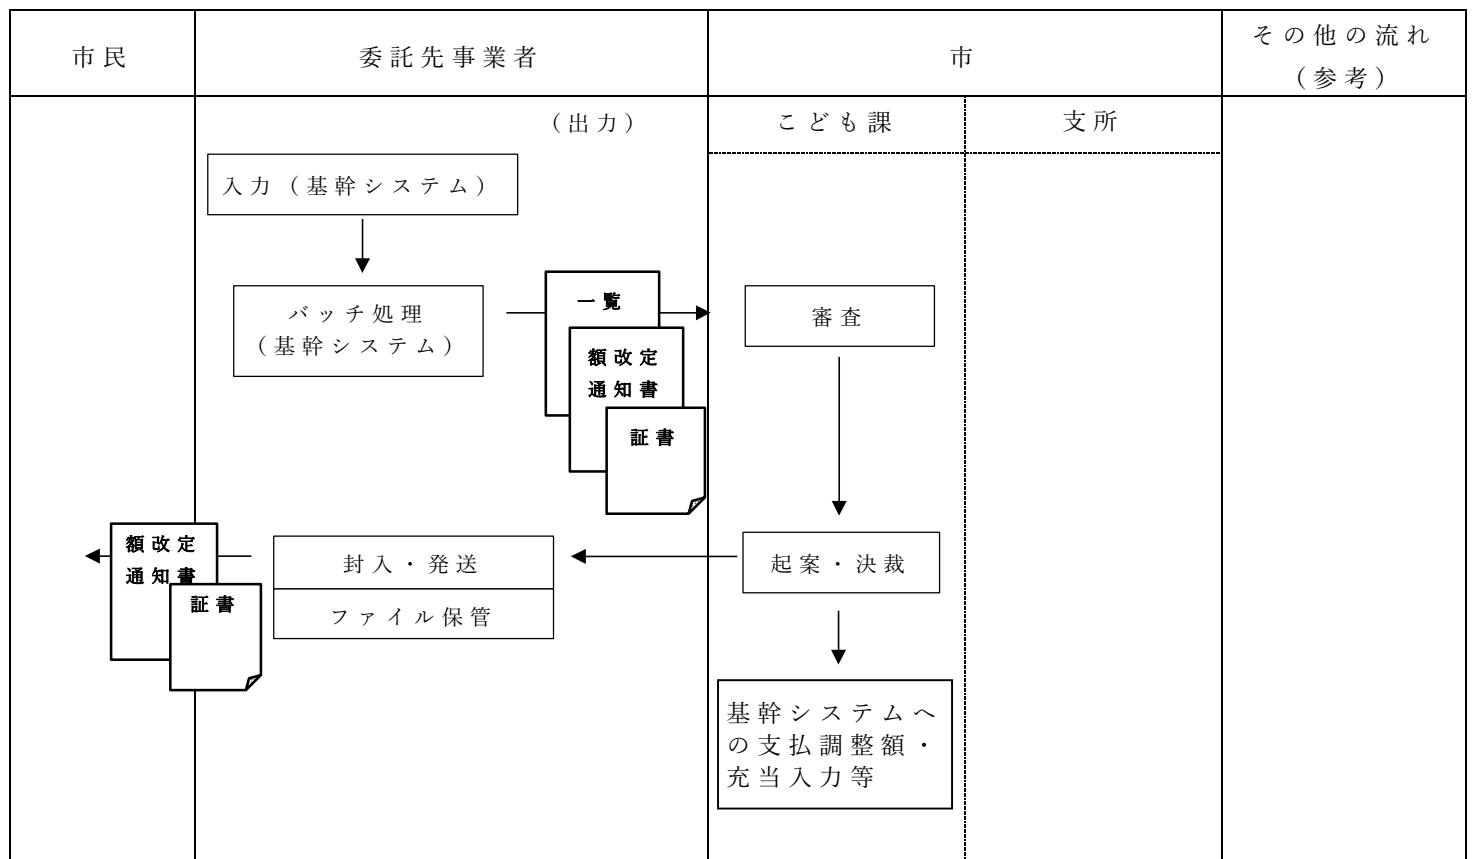 市民
委託先事業者
市
その他の流れ
（参考）
（出力）
こども課
支所
入力（基幹システム）
バッチ処理
（基幹システム）
一覧
額改定
通知書
証書
審査
額改定
通知書
証書
封入・発送
ファイル保管
起案・決裁
基幹システムへ
の支払調整額・
充当入力等